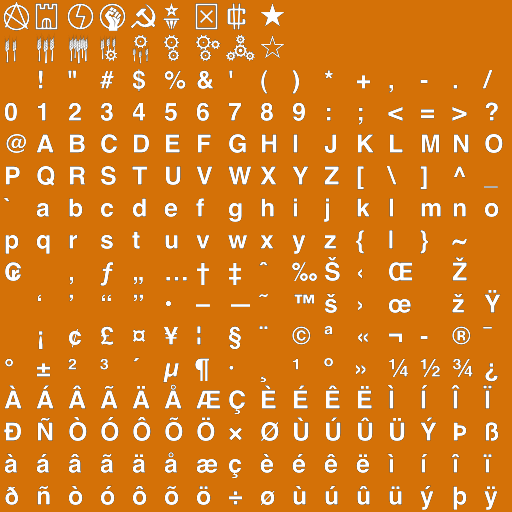 ! " # $ % & ' ( ) * + , - . /
0 1 2 3 4 5 6 7 8 9 : ; < = > ?
@ A B C D E F G H I J K L M N O
P Q R S T U V W X Y Z [ \ ] ^ _
` a b c d e f g h i j k l m n o
p q r s t u v w x y z { | } ~
‚ ƒ „ … † ‡ ˆ ‰ Š ‹ Œ Ž
‘ ’ “ ” • – — ˜ ™ š › œ ž Ÿ
¡ ¢ £ ¤ ¥ ¦ § ¨ © ª « ¬ - ® ¯
° ± ² ³ ´ µ ¶ · ¸ ¹ º » ¼ ½ ¾ ¿
À Á Â Ã Ä Å Æ Ç È É Ê Ë Ì Í Î Ï
Ð Ñ Ò Ó Ô Õ Ö × Ø Ù Ú Û Ü Ý Þ ß
à á â ã ä å æ ç è é ê ë ì í î ï
ð ñ ò ó ô õ ö ÷ ø ù ú û ü ý þ ÿ